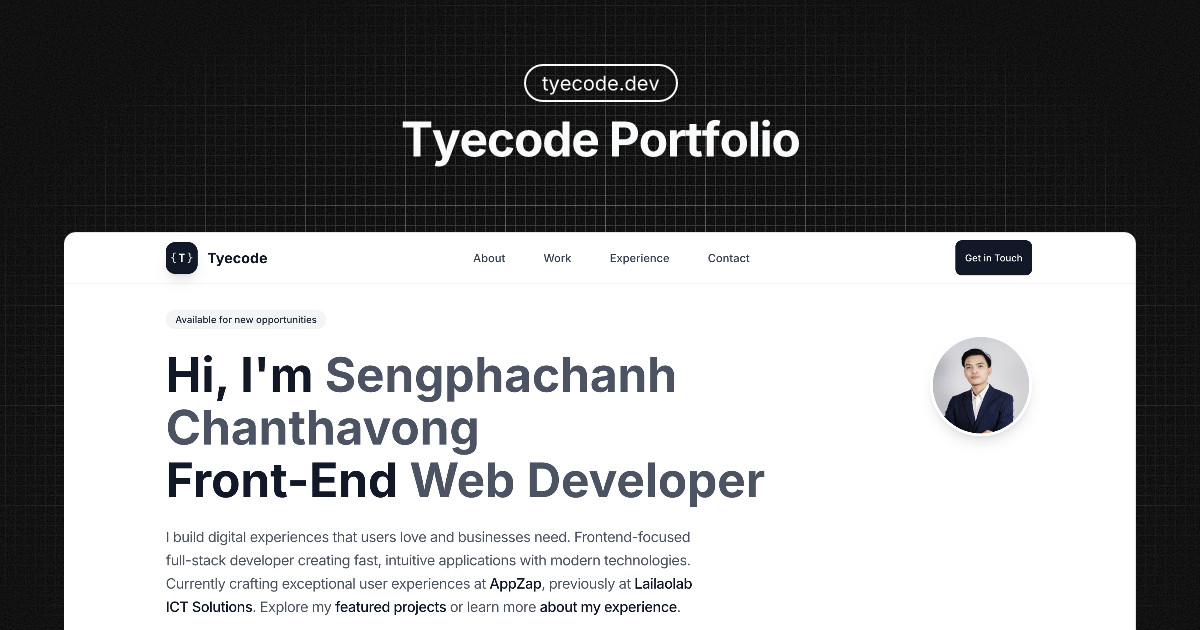 tyecode.dev
Tyecode Portfolio
{T} Tyecode About Work Experience Contact Get in Touch
Available for new opportunities
Hi, I'm Sengphachanh
Chanthavong
Front-End Web Developer
I build digital experiences that users love and businesses need. Frontend-focused
full-stack developer creating fast, intuitive applications with modern technologies.
Currently crafting exceptional user experiences at AppZap, previously at Lailaolab
ICT Solutions. Explore my featured projects or learn more about my experience.